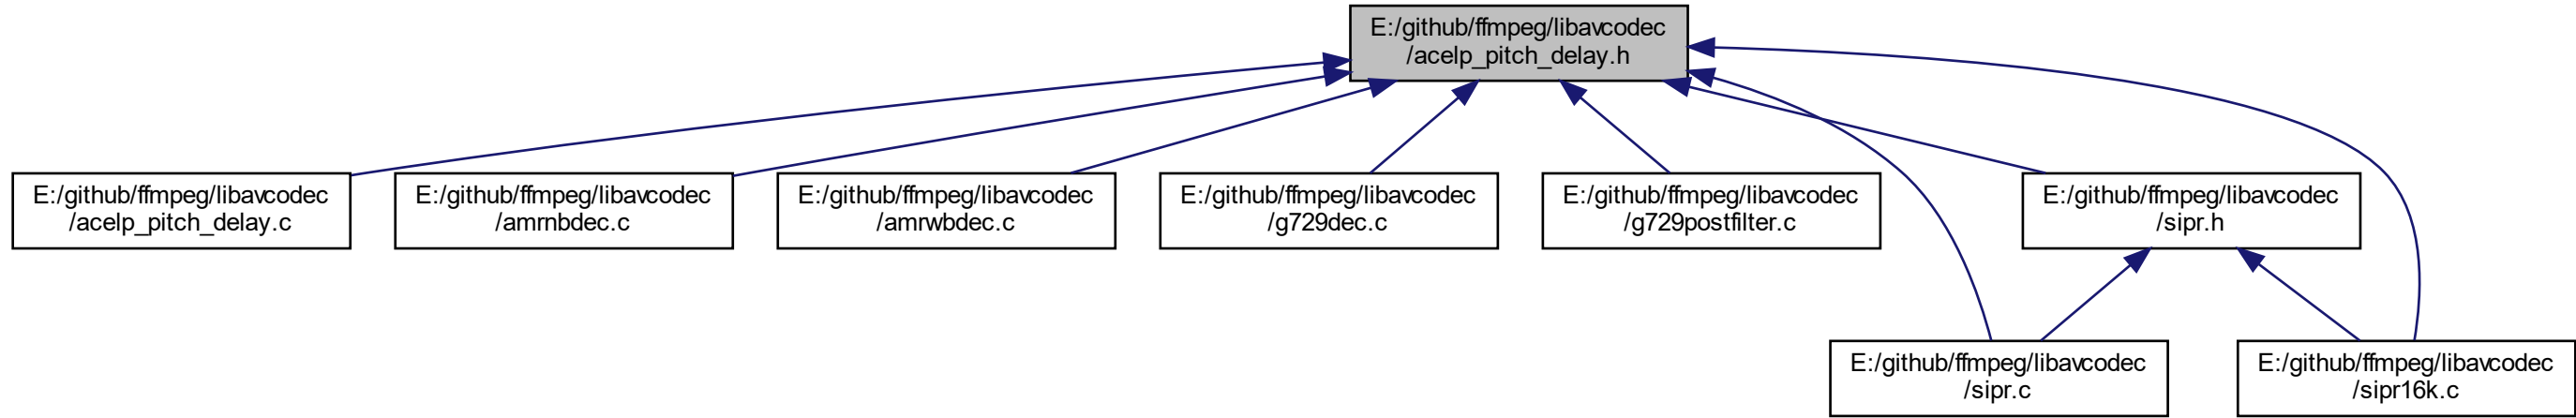 E:/github/ffmpeg/libavcodec
/acelp_pitch_delay.h
E:/github/ffmpeg/libavcodec
/acelp_pitch_delay.c
E:/github/ffmpeg/libavcodec
/amrnbdec.c
E:/github/ffmpeg/libavcodec
/amrwbdec.c
E:/github/ffmpeg/libavcodec
/g729dec.c
E:/github/ffmpeg/libavcodec
/g729postfilter.c
E:/github/ffmpeg/libavcodec
/sipr.h
E:/github/ffmpeg/libavcodec
/sipr.c
E:/github/ffmpeg/libavcodec
/sipr16k.c